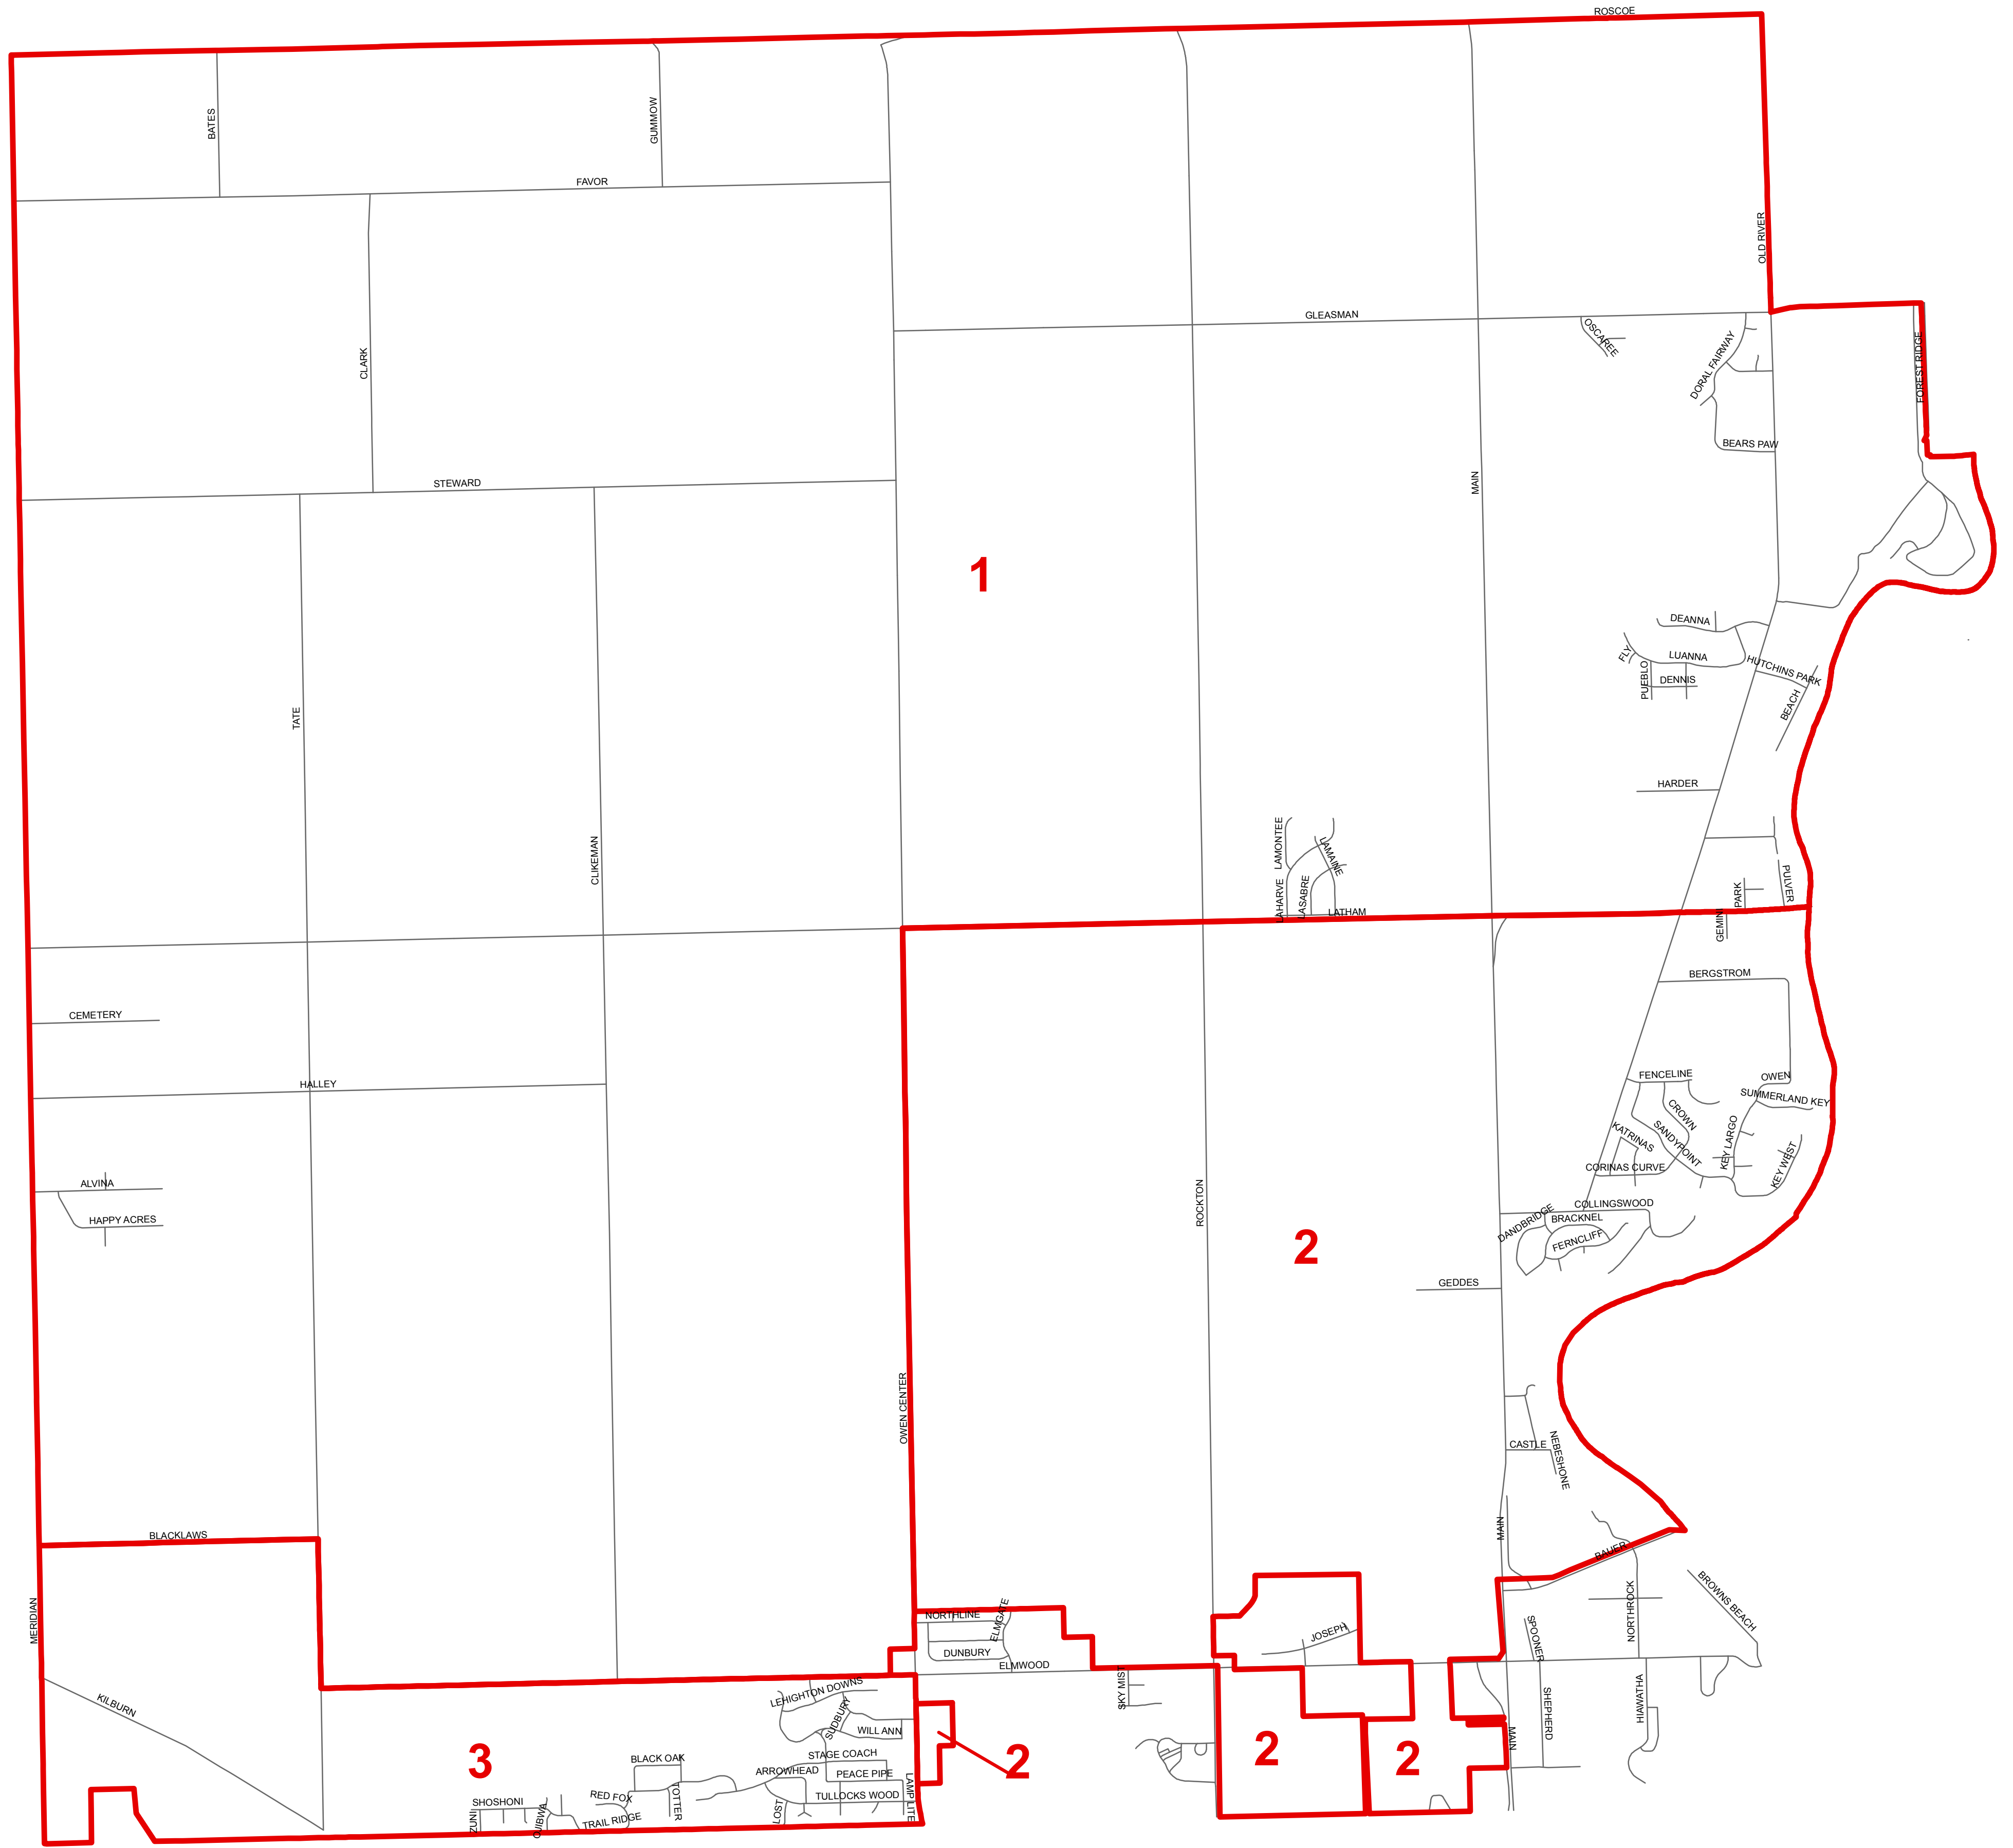 ROSCOE
BATES
GUMMOW
FAVOR
OLD RIVER
GLEASMAN
OSCAREE
DORAL FAIRWAY
FOREST RIDGE
CLARK
BEARS PAW
STEWARD
MAIN
1
DEANNA
FLY
LUANNA
HUTCHINS PARK
PUEBLO
DENNIS
BEACH
TATE
HARDER
CLIKEMAN
LAMONTEE
LAMAINE
LAHARVE
LASABRE
LATHAM
PARK
PULVER
GEMINI
BERGSTROM
CEMETERY
HALLEY
FENCELINE
OWEN
SUMMERLAND KEY
CROWN
KATRINAS
SANDYPOINT
KEY LARGO
KEY WEST
CORINAS CURVE
ALVINA
HAPPY ACRES
ROCKTON
COLLINGSWOOD
DANDBRIDGE
BRACKNEL
FERNCLIFF
2
GEDDES
OWEN CENTER
CASTLE
NEBESHONE
MAIN
BLACKLAWS
BAUER
MERIDIAN
NORTHLINE
ELMGATE
DUNBURY
ELMWOOD
JOSEPH
SPOONER
NORTHROCK
BROWNS BEACH
KILBURN
LEHIGHTON DOWNS
SUDBURY
WILL ANN
SKY MIST
SHEPHERD
HIAWATHA
MAIN
3
BLACK OAK
STAGE COACH
ARROWHEAD
PEACE PIPE
2
2
2
SHOSHONI
RED FOX
TOTTER
TULLOCKS WOOD
LAMPLITE
LOST
ZUNI
OJIBWA
TRAIL RIDGE